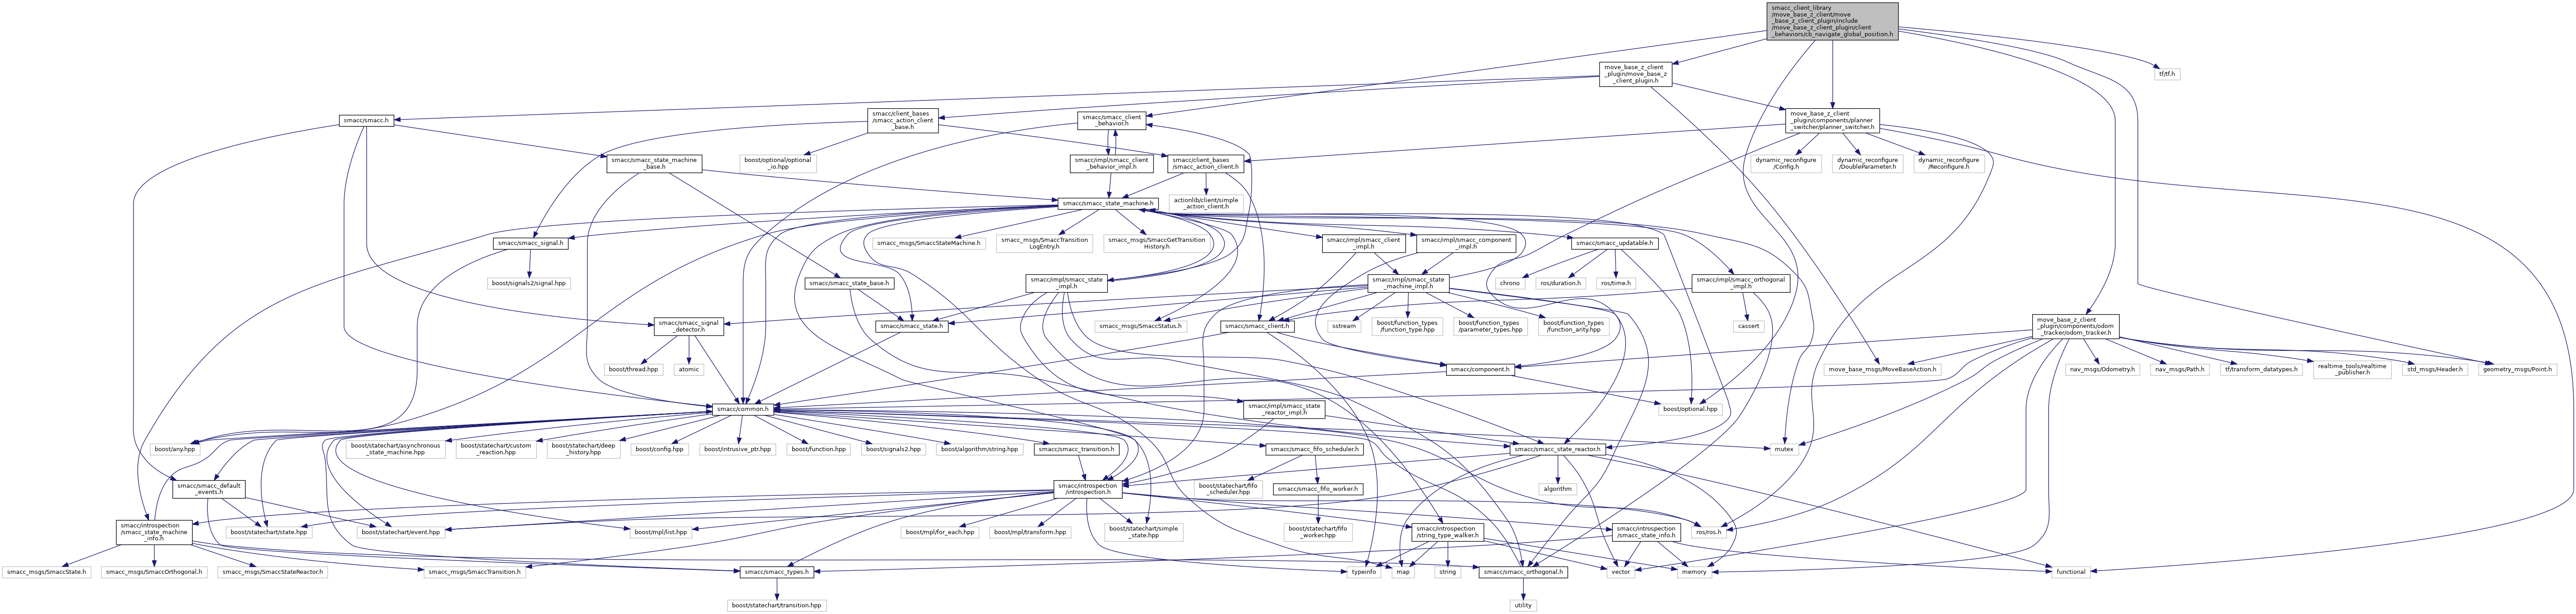 smacc_client_library
/move_base_z_client/move
_base_z_client_plugin/include
/move_base_z_client_plugin/client
_behaviors/cb_navigate_global_position.h
move_base_z_client
_plugin/move_base_z
_client_plugin.h
tf/tf.h
smacc/smacc.h
smacc/client_bases
/smacc_action_client
_base.h
smacc/smacc_client
_behavior.h
move_base_z_client
_plugin/components/planner
_switcher/planner_switcher.h
smacc/smacc_state_machine
_base.h
boost/optional/optional
_io.hpp
smacc/impl/smacc_client
_behavior_impl.h
smacc/client_bases
/smacc_action_client.h
dynamic_reconfigure
/Config.h
dynamic_reconfigure
/DoubleParameter.h
dynamic_reconfigure
/Reconfigure.h
smacc/smacc_state_machine.h
actionlib/client/simple
_action_client.h
smacc/smacc_signal.h
smacc_msgs/SmaccStateMachine.h
smacc_msgs/SmaccTransition
LogEntry.h
smacc_msgs/SmaccGetTransition
History.h
smacc/impl/smacc_client
_impl.h
smacc/impl/smacc_component
_impl.h
smacc/smacc_updatable.h
boost/signals2/signal.hpp
smacc/smacc_state_base.h
smacc/impl/smacc_state
_impl.h
smacc/impl/smacc_state
_machine_impl.h
chrono
ros/duration.h
ros/time.h
smacc/impl/smacc_orthogonal
_impl.h
smacc/smacc_signal
_detector.h
smacc/smacc_state.h
smacc_msgs/SmaccStatus.h
smacc/smacc_client.h
sstream
boost/function_types
/function_type.hpp
boost/function_types
/parameter_types.hpp
boost/function_types
/function_arity.hpp
cassert
move_base_z_client
_plugin/components/odom
_tracker/odom_tracker.h
boost/thread.hpp
atomic
smacc/component.h
move_base_msgs/MoveBaseAction.h
nav_msgs/Odometry.h
nav_msgs/Path.h
tf/transform_datatypes.h
realtime_tools/realtime
_publisher.h
std_msgs/Header.h
geometry_msgs/Point.h
smacc/common.h
smacc/impl/smacc_state
_reactor_impl.h
boost/optional.hpp
boost/any.hpp
boost/statechart/asynchronous
_state_machine.hpp
boost/statechart/custom
_reaction.hpp
boost/statechart/deep
_history.hpp
boost/config.hpp
boost/intrusive_ptr.hpp
boost/function.hpp
boost/signals2.hpp
boost/algorithm/string.hpp
smacc/smacc_transition.h
smacc/smacc_fifo_scheduler.h
smacc/smacc_state_reactor.h
mutex
smacc/smacc_default
_events.h
smacc/introspection
/introspection.h
boost/statechart/fifo
_scheduler.hpp
smacc/smacc_fifo_worker.h
algorithm
smacc/introspection
/smacc_state_machine
_info.h
boost/statechart/state.hpp
boost/statechart/event.hpp
boost/mpl/list.hpp
boost/mpl/for_each.hpp
boost/mpl/transform.hpp
boost/statechart/simple
_state.hpp
boost/statechart/fifo
_worker.hpp
smacc/introspection
/string_type_walker.h
smacc/introspection
/smacc_state_info.h
ros/ros.h
smacc_msgs/SmaccState.h
smacc_msgs/SmaccOrthogonal.h
smacc_msgs/SmaccStateReactor.h
smacc_msgs/SmaccTransition.h
smacc/smacc_types.h
typeinfo
map
string
smacc/smacc_orthogonal.h
vector
memory
functional
boost/statechart/transition.hpp
utility